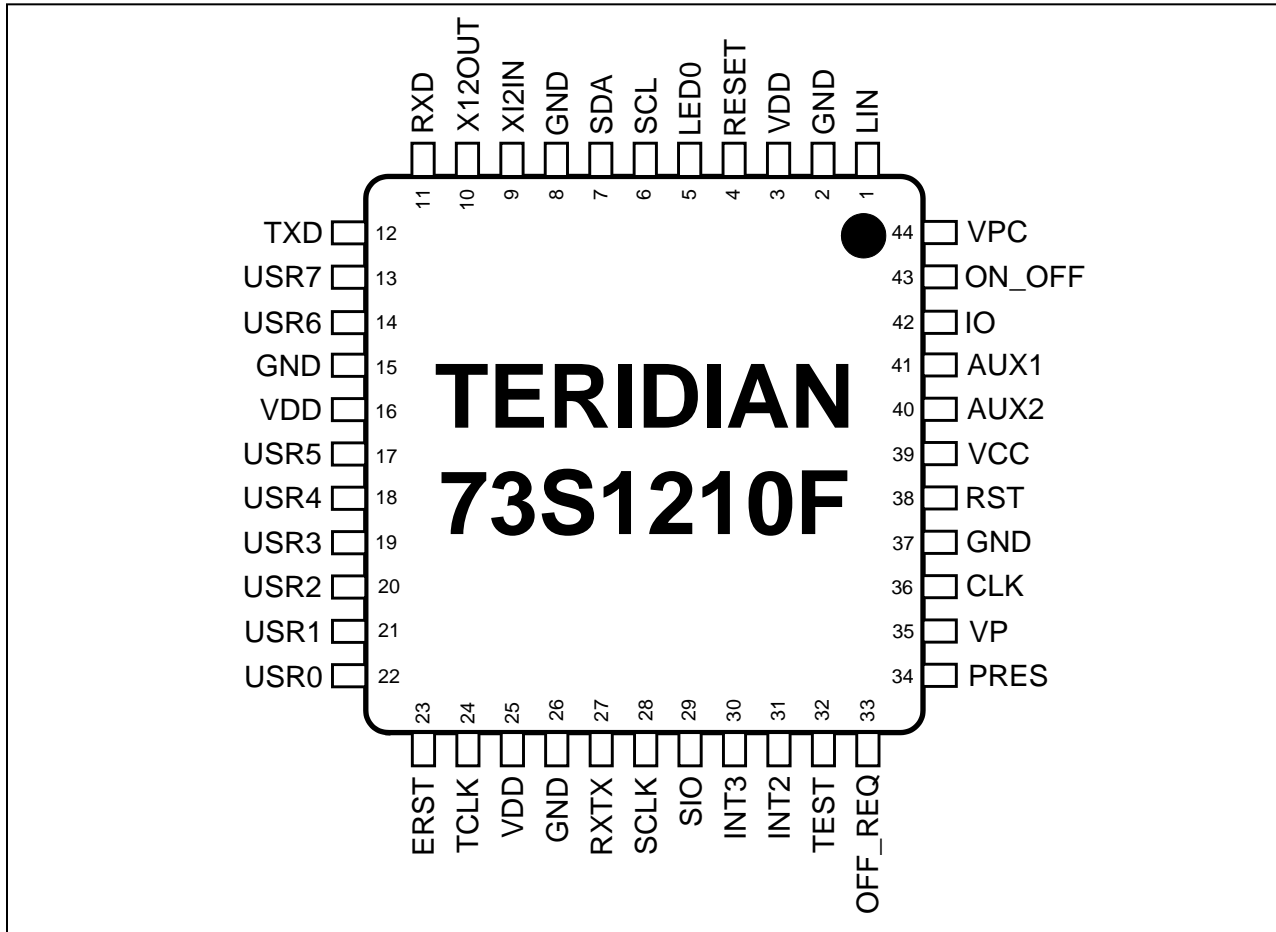 RXD
X12OUT
XI2IN
GND
SDA
SCL
LED0
RESET
VDD
GND
LIN
11
10
9
8
7
6
5
4
3
2
1
TXD 12
USR7 13
USR6 14
GND 15
VDD 16
USR5 17
USR4 18
USR3 19
USR2 20
USR1 21
USR0 22
TERIDIAN
73S1210F
44 VPC
43 ON_OFF
42 IO
41 AUX1
40 AUX2
39 VCC
38 RST
37 GND
36 CLK
35 VP
34 PRES
23
24
25
26
27
28
29
30
31
32
33
ERST
TCLK
VDD
GND
RXTX
SCLK
SIO
INT3
INT2
TEST
OFF_REQ